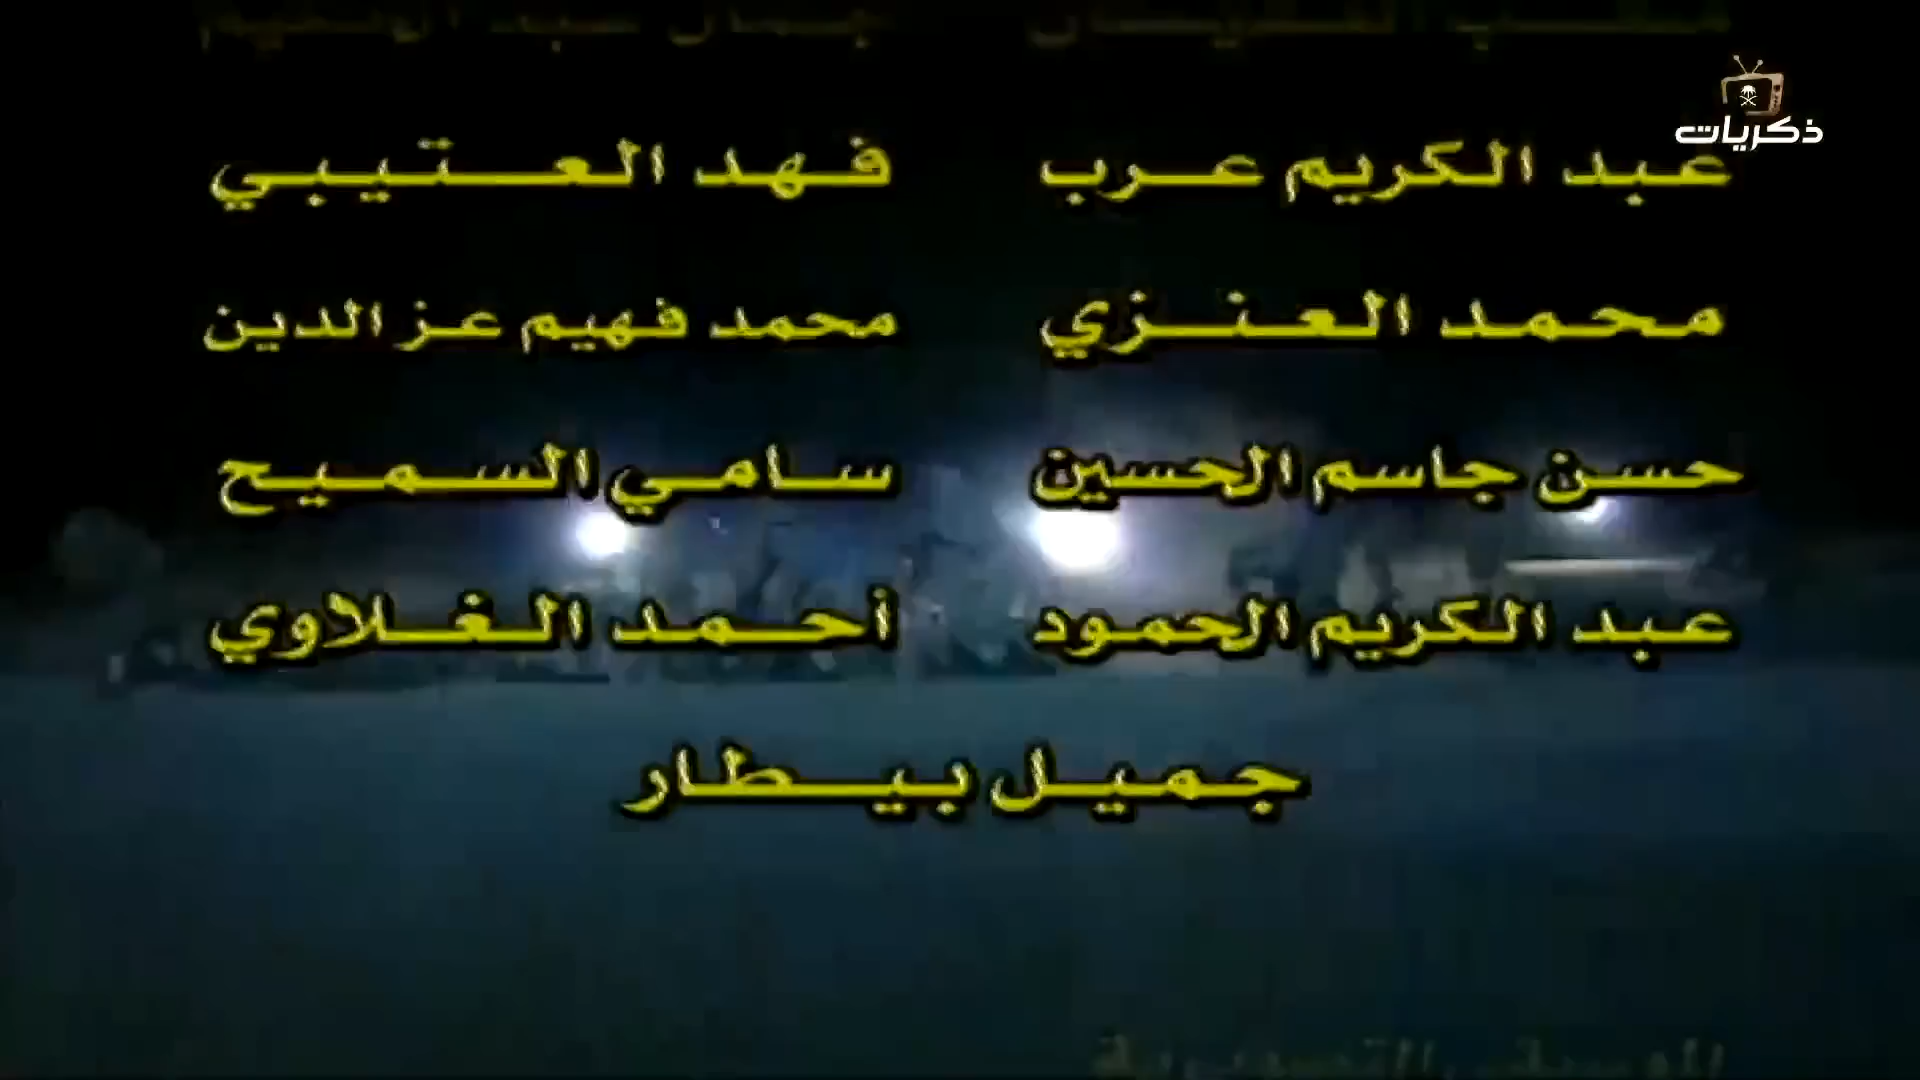 ذكريات
عبد الكريم عرب فهد العتيبي
محمد العنزي محمد فهيم عز الدين
حسن جاسم الحسين سامي السميح
عبد الكريم الحمود أحمد الغلاوي
جميل بيطار